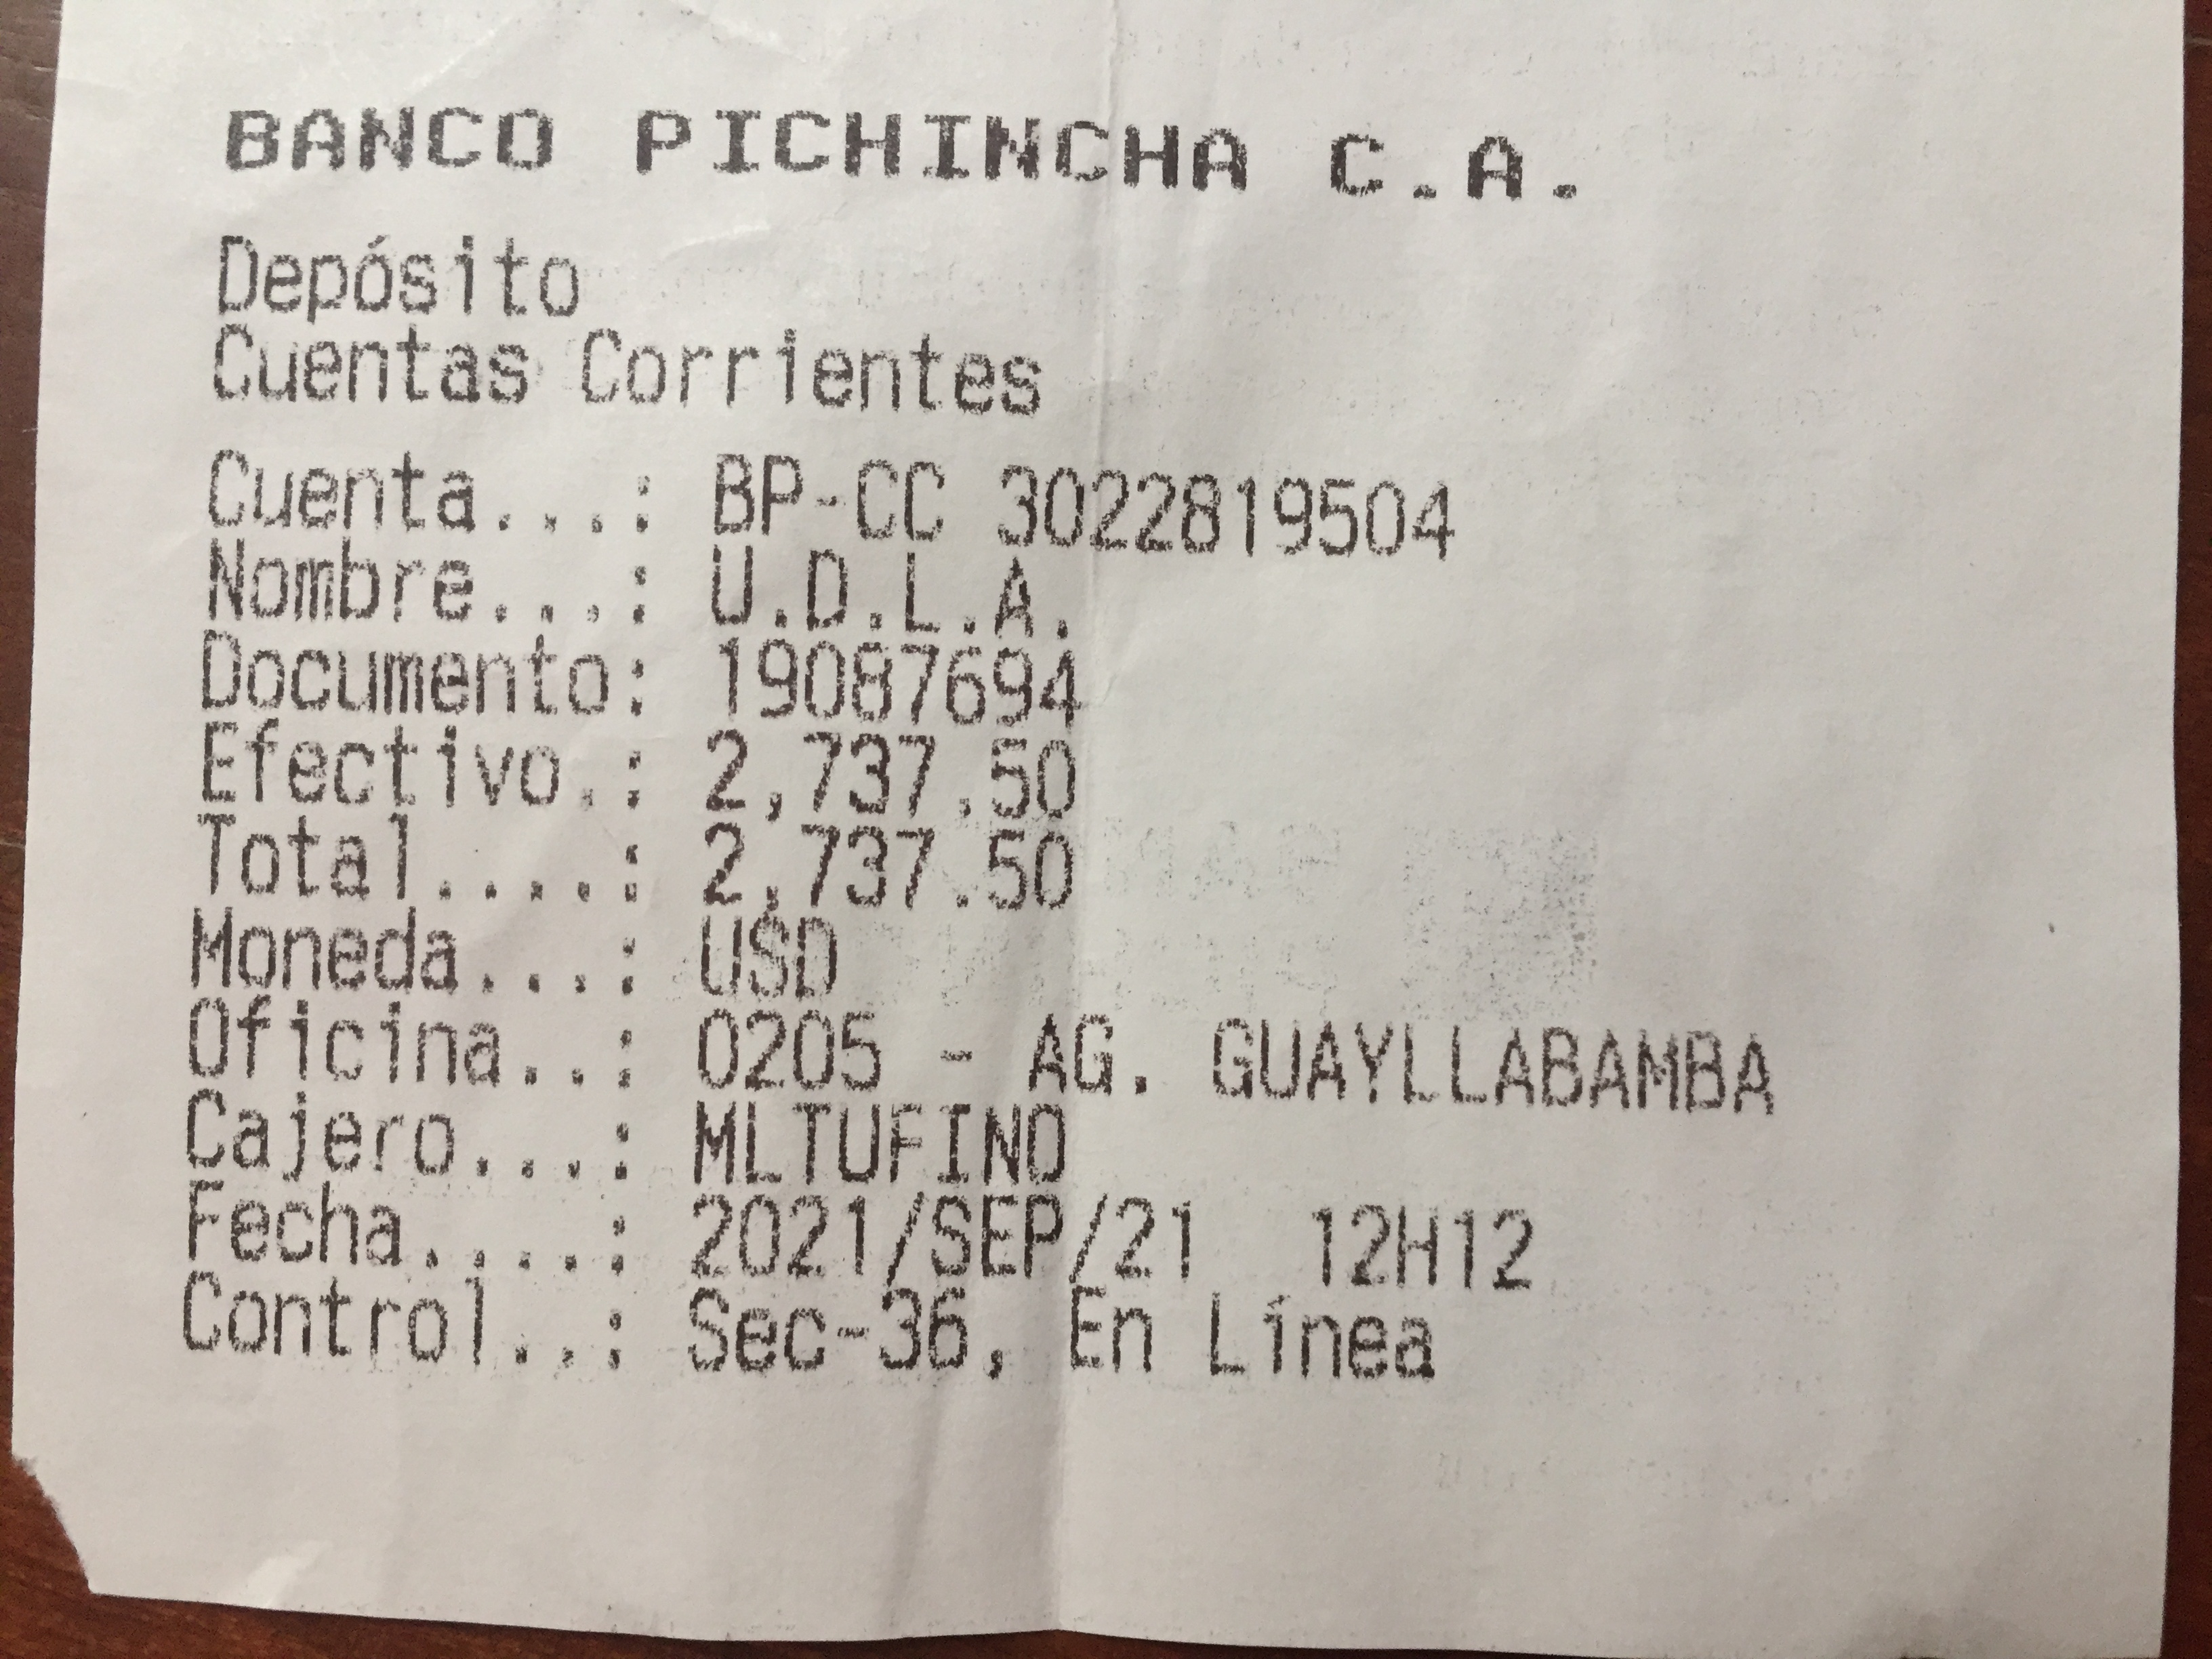 BANCO PICHINCHA C.A.
Depósito
Cuentas Corrientes
Cuenta...: BP-CC 3022819504
Nombre...: U.D.L.A.
Documento: 19087694
Efectivo.: 2,737.50
Total....: 2,737.50
Moneda...: USD
Oficina..: 0205 - AG. GUAYLLABAMBA
Cajero...: MLTUFINO
Fecha....: 2021/SEP/21 12H12
Control..: Sec-36, En Línea